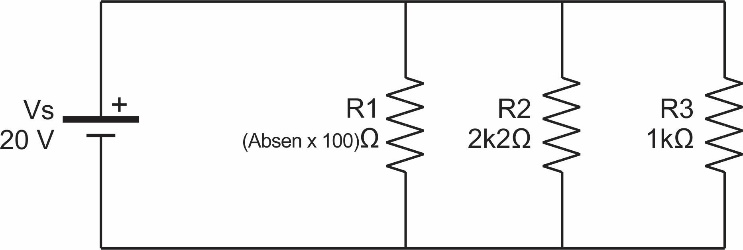 Vs
20 V
+
R1
(Absen x 100)Ω
R2
2k2Ω
R3
1kΩ